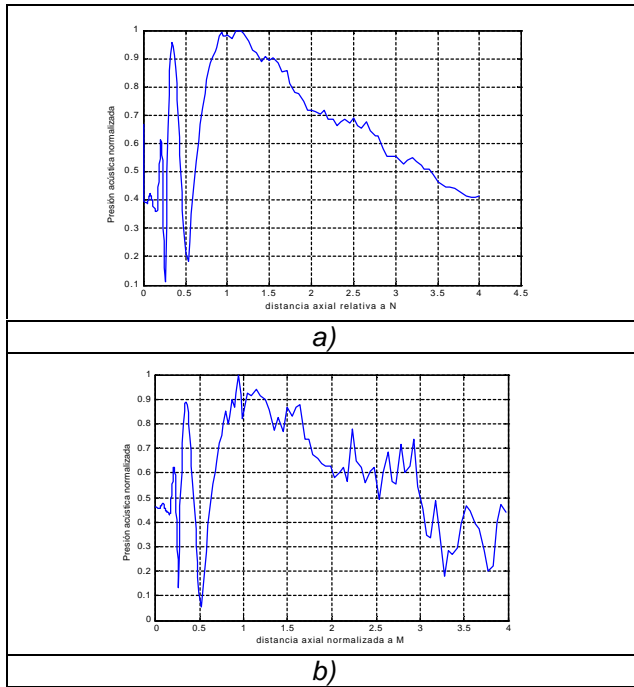 1
0.9
0.8
0.7
0.6
0.5
0.4
0.3
0.2
0.1
Presión acústica normalizada
0 0.5 1 1.5 2 2.5 3 3.5 4 4.5
distancia axial relativa a N
a)
1
0.9
0.8
0.7
0.6
0.5
0.4
0.3
0.2
0.1
0
Presión acústica normalizada
0 0.5 1 1.5 2 2.5 3 3.5 4
distancia axial normalizada a M
b)